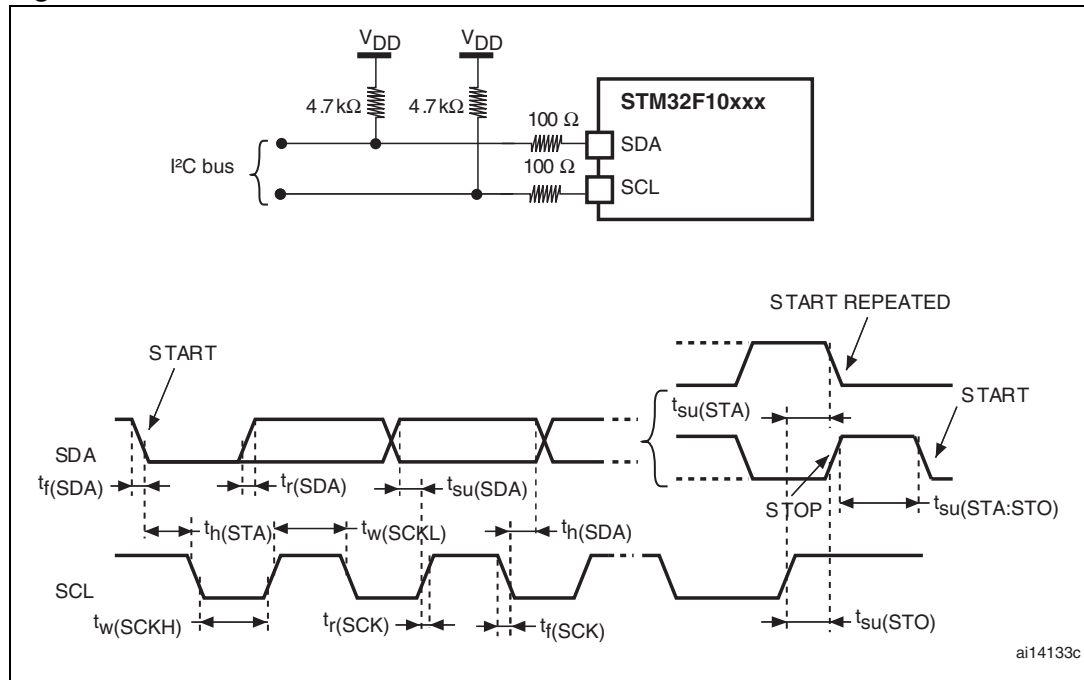 VDD VDD
STM32F10xxx
4.7kΩ 4.7kΩ
100 Ω
SDA
100 Ω
I²C bus
SCL
START REPEATED
START
START
tsu(STA)
SDA
tf(SDA) tr(SDA) tsu(SDA)
STOP
tsu(STA:STO)
th(STA) tw(SCKL) th(SDA)
SCL
tw(SCKH) tr(SCK) tf(SCK) tsu(STO)
ai14133c